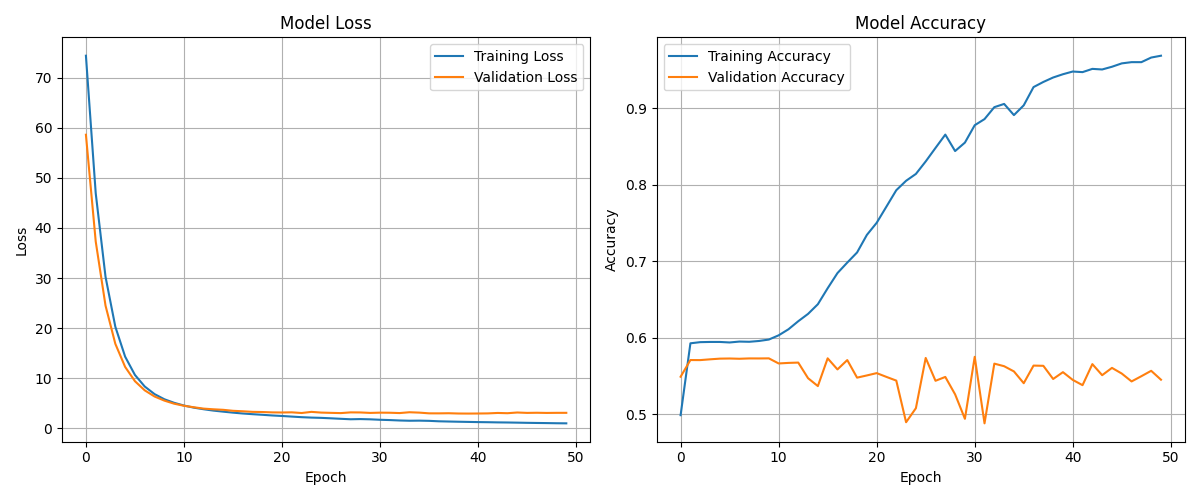 Model Loss
Training Loss
Validation Loss
70
60
50
40
30
20
10
0
Loss
0 10 20 30 40 50
Epoch
Model Accuracy
Training Accuracy
Validation Accuracy
0.9
0.8
0.7
0.6
0.5
Accuracy
0 10 20 30 40 50
Epoch